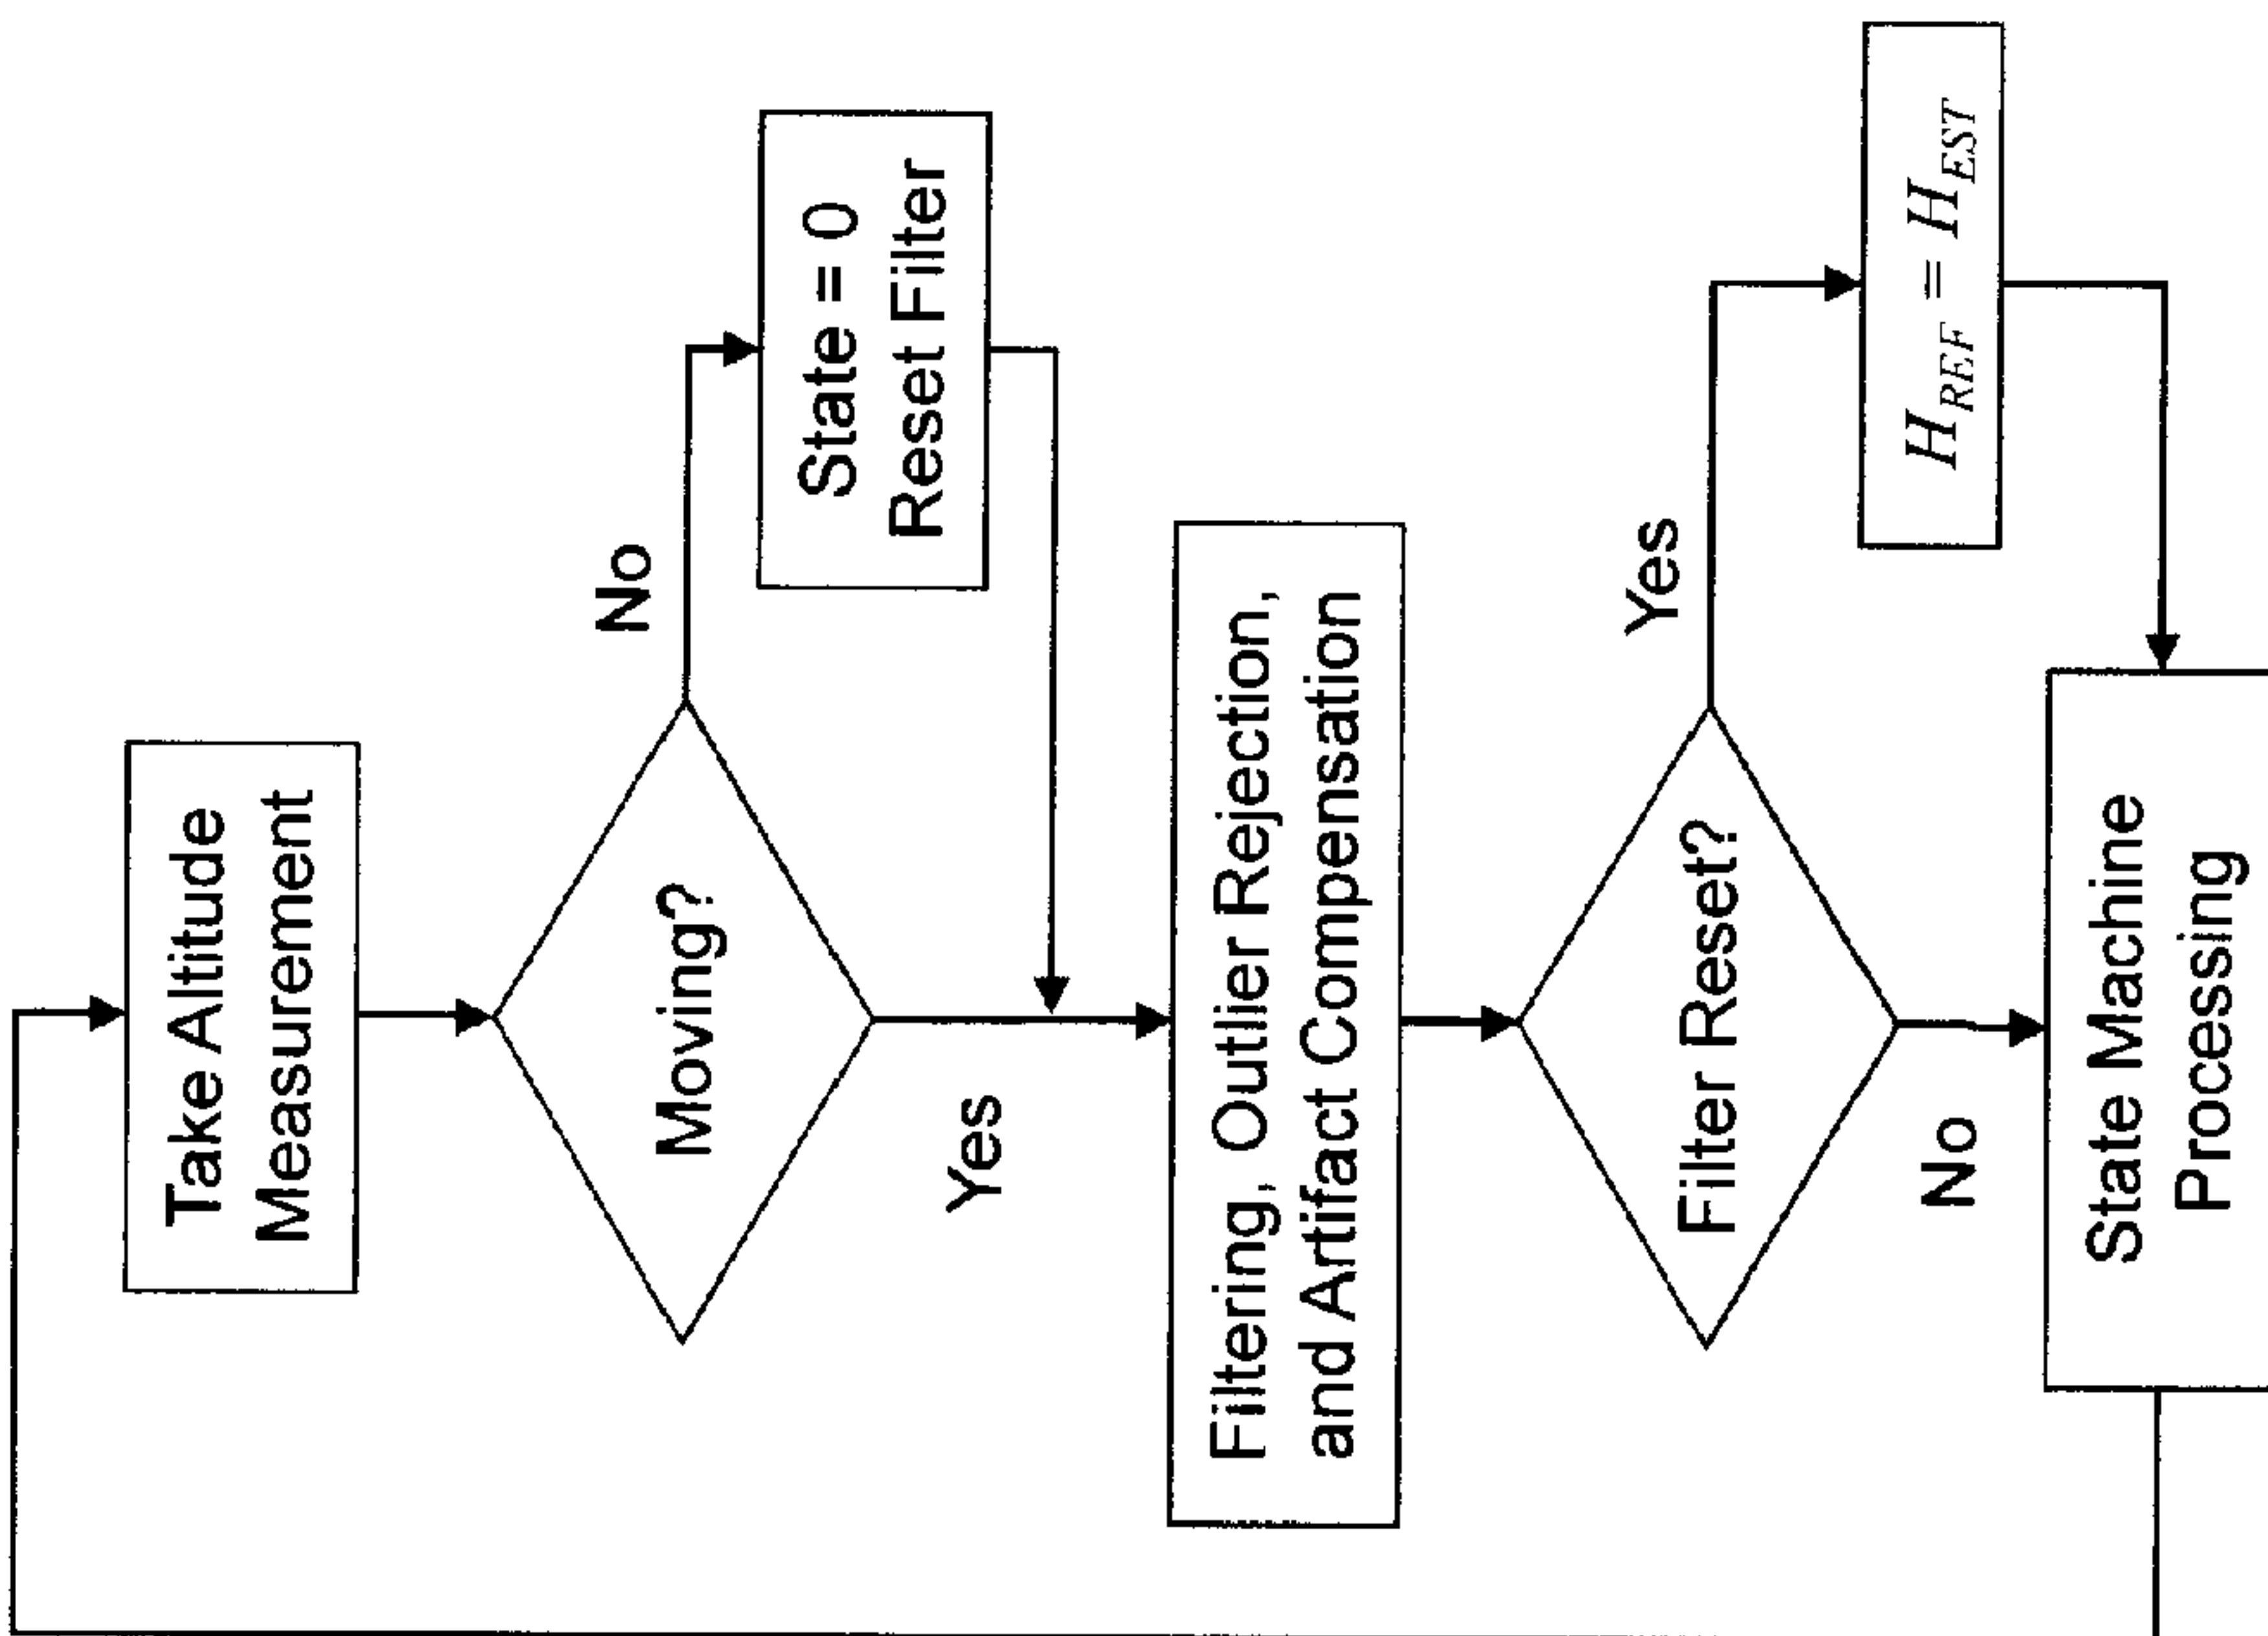 Take Altitude
Measurement
Moving?
No
State = 0
Reset Filter
Yes
Filtering, Outlier Rejection,
and Artifact Compensation
Filter Reset?
Yes
H_REF = H_EST
No
State Machine
Processing